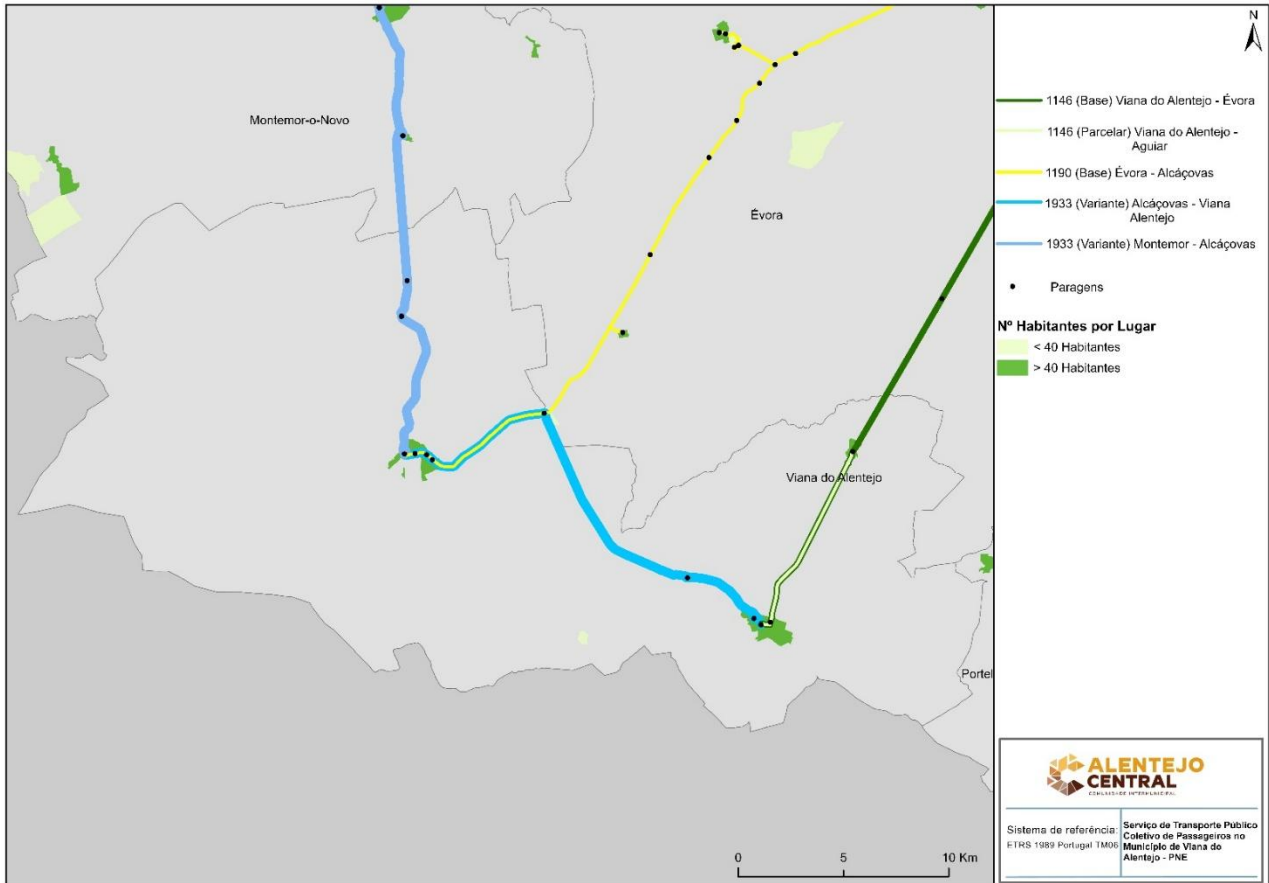 Montemor-o-Novo
Évora
Viana do Alentejo
Portel
0 5 10 Km
N
1146 (Base) Viana do Alentejo - Évora
1146 (Parcelar) Viana do Alentejo -
Aguiar
1190 (Base) Évora - Alcáçovas
1933 (Variante) Alcáçovas - Viana
Alentejo
1933 (Variante) Montemor - Alcáçovas
Paragens
Nº Habitantes por Lugar
< 40 Habitantes
> 40 Habitantes
ALENTEJO
CENTRAL
COMUNIDADE INTERMUNICIPAL
Sistema de referência:
ETRS 1989 Portugal TM06
Serviço de Transporte Público
Coletivo de Passageiros no
Município de Viana do
Alentejo - PNE